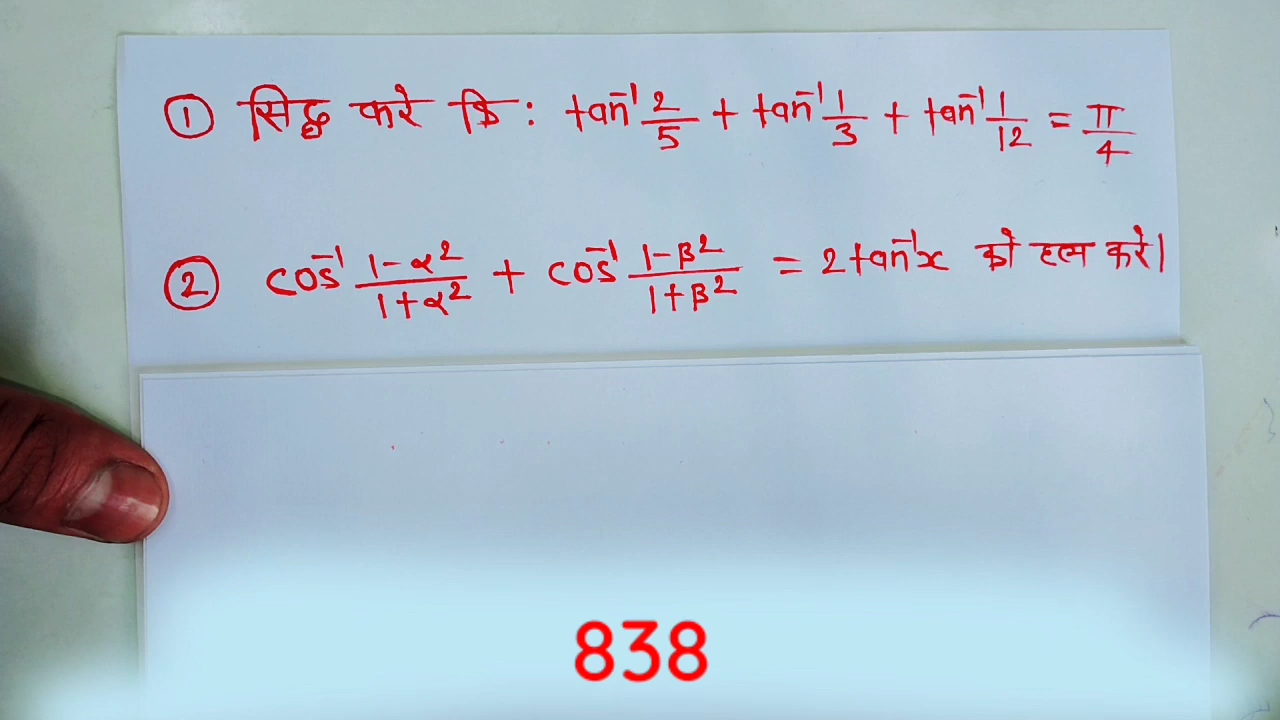 ① सिद्ध करे कि: tan⁻¹ 2/5 + tan⁻¹ 1/3 + tan⁻¹ 1/12 = π/4
② cos⁻¹ (1-α²)/(1+α²) + cos⁻¹ (1-β²)/(1+β²) = 2tan⁻¹x को हल करे।
838